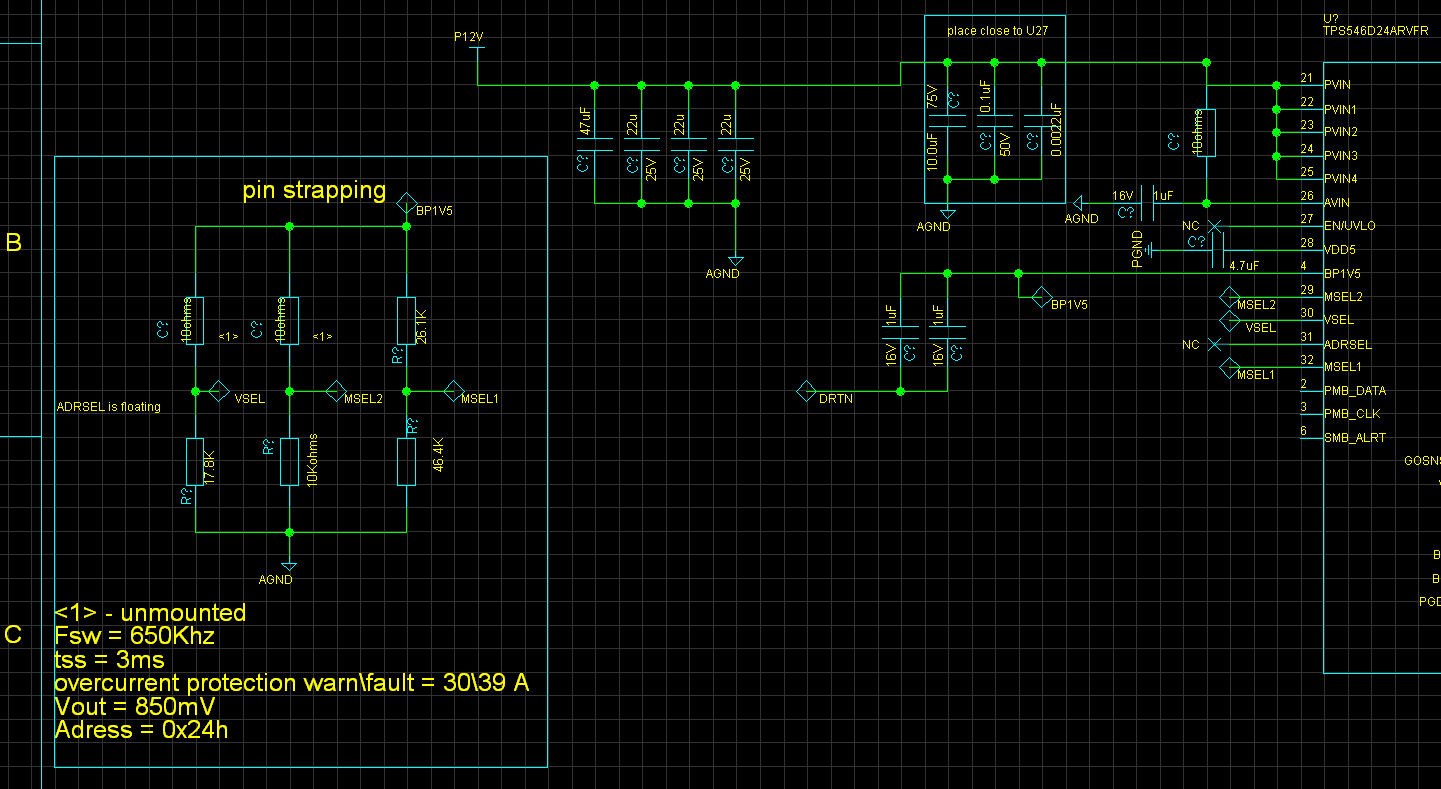 U?
TPS546D24ARVFR
P12V
place close to U27
47uF
C?
22u
C?
25V
22u
C?
25V
22u
C?
25V
75V
C?
10.0uF
0.1uF
C?
50V
C?
0.0022uF
C?
10ohms
AGND
AGND
16V
1uF
C?
AGND
NC
C?
PGND
4.7uF
21
PVIN
22
PVIN1
23
PVIN2
24
PVIN3
25
PVIN4
26
AVIN
27
EN/UVLO
28
VDD5
4
BP1V5
29
MSEL2
30
VSEL
31
ADRSEL
32
MSEL1
2
PMB_DATA
3
PMB_CLK
6
SMB_ALRT
MSEL2
VSEL
NC
MSEL1
BP1V5
1uF
16V
C?
1uF
16V
C?
DRTN
B
pin strapping
BP1V5
C?
10ohms
<1>
C?
10ohms
<1>
26.1K
R?
VSEL
MSEL2
MSEL1
ADRSEL is floating
R?
17.8K
R?
10Kohms
R?
46.4K
AGND
C
<1> - unmounted
Fsw = 650Khz
tss = 3ms
overcurrent protection warn\fault = 30\39 A
Vout = 850mV
Adress = 0x24h
GOSNS
B
B
PGD